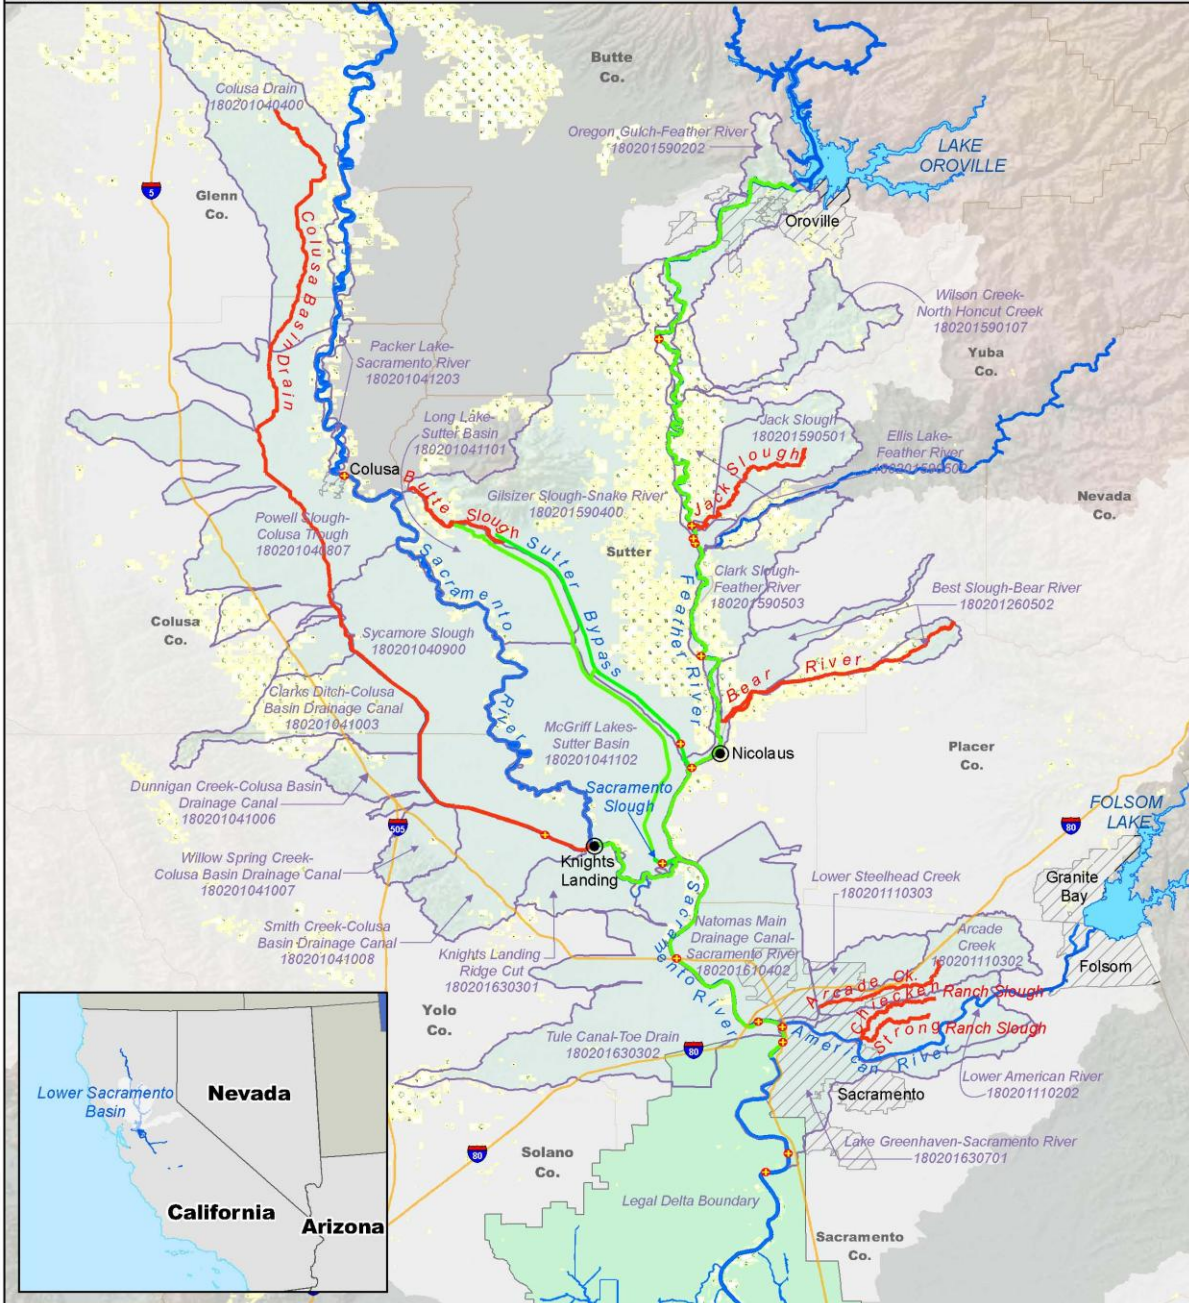 Butte
Co.
Colusa Drain
180201040400
Oregon Gulch-Feather River
180201590202
LAKE
OROVILLE
5
Glenn
Co.
Oroville
Colusa Basin Drain
Wilson Creek-
North Honcut Creek
180201590107
Packer Lake-
Sacramento River
180201041203
Yuba
Co.
Long Lake-
Sutter Basin
180201041101
Jack Slough
180201590501
Ellis Lake-
Feather River
Jack Slough
Colusa
Butte Slough
Gilsizer Slough-Snake River
180201590400
Nevada
Co.
Powell Slough-
Colusa Trough
180201040807
Sutter
Sutter Bypass
Sacramento River
Clark Slough-
Feather River
180201590503
Feather River
Best Slough-Bear River
180201260502
Colusa
Co.
Sycamore Slough
180201040900
Bear River
Clarks Ditch-Colusa
Basin Drainage Canal
180201041003
McGriff Lakes-
Sutter Basin
180201041102
Nicolaus
Placer
Co.
Dunnigan Creek-Colusa Basin
Drainage Canal
180201041006
Sacramento
Slough
FOLSOM
LAKE
505
80
Willow Spring Creek-
Colusa Basin Drainage Canal
180201041007
Knights
Landing
Lower Steelhead Creek
180201110303
Granite
Bay
Smith Creek-Colusa
Basin Drainage Canal
180201041008
Knights Landing
Ridge Cut
180201630301
Sacramento River
Natomas Main
Drainage Canal-
Sacramento River
180201610402
Arcade
Creek
180201110302
Folsom
Arcade Ck.
Chiecken Ranch Slough
Strong Ranch Slough
American River
Yolo
Co.
Tule Canal-Toe Drain
180201630302
80
Lower American River
180201110202
Sacramento
Lake Greenhaven-Sacramento River
180201630701
80
Solano
Co.
Legal Delta Boundary
Sacramento
Co.
Lower Sacramento
Basin
Nevada
California
Arizona